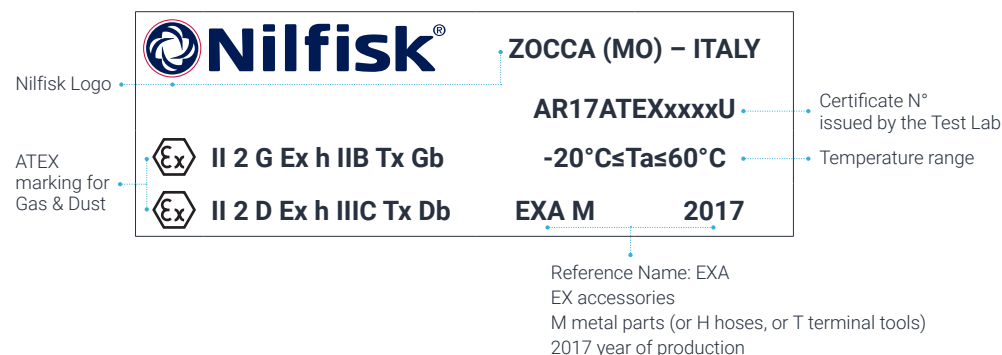 Nilfisk®
ZOCCA (MO) – ITALY
Nilfisk Logo
AR17ATEXxxxxU
Certificate N°
issued by the Test Lab
ATEX
marking for
Gas & Dust
Ex II 2 G Ex h IIB Tx Gb
-20°C≤Ta≤60°C
Temperature range
Ex II 2 D Ex h IIIC Tx Db
EXA M 2017
Reference Name: EXA
EX accessories
M metal parts (or H hoses, or T terminal tools)
2017 year of production